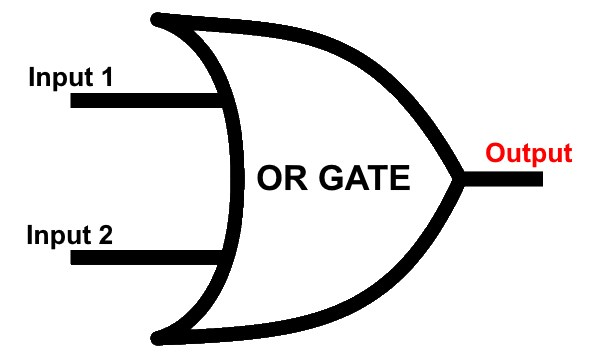 Input 1
Output
OR GATE
Input 2